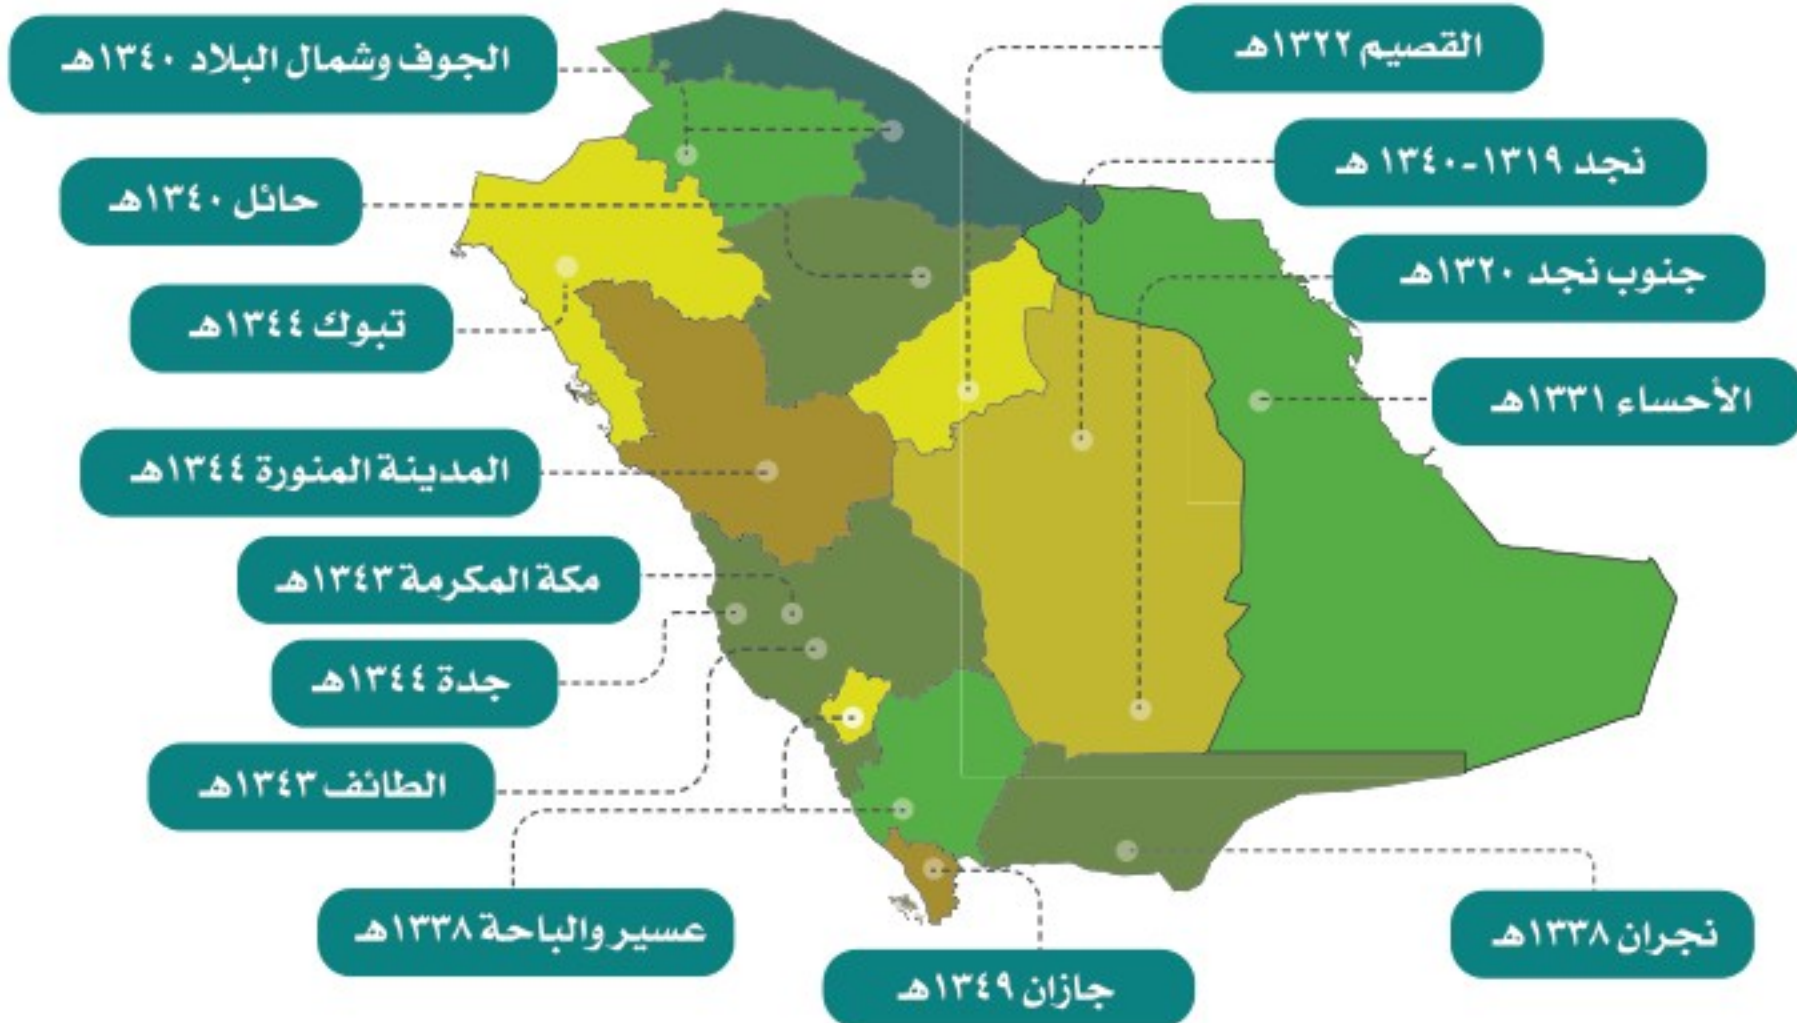 القصيم ١٣٢٢هـ
الجوف وشمال البلاد ١٣٤٠هـ
نجد ١٣١٩-١٣٤٠ هـ
حائل ١٣٤٠هـ
جنوب نجد ١٣٢٠هـ
تبوك ١٣٤٤هـ
الأحساء ١٣٣١هـ
المدينة المنورة ١٣٤٤هـ
مكة المكرمة ١٣٤٣هـ
جدة ١٣٤٤هـ
الطائف ١٣٤٣هـ
عسير والباحة ١٣٣٨هـ
نجران ١٣٣٨هـ
جازان ١٣٤٩هـ